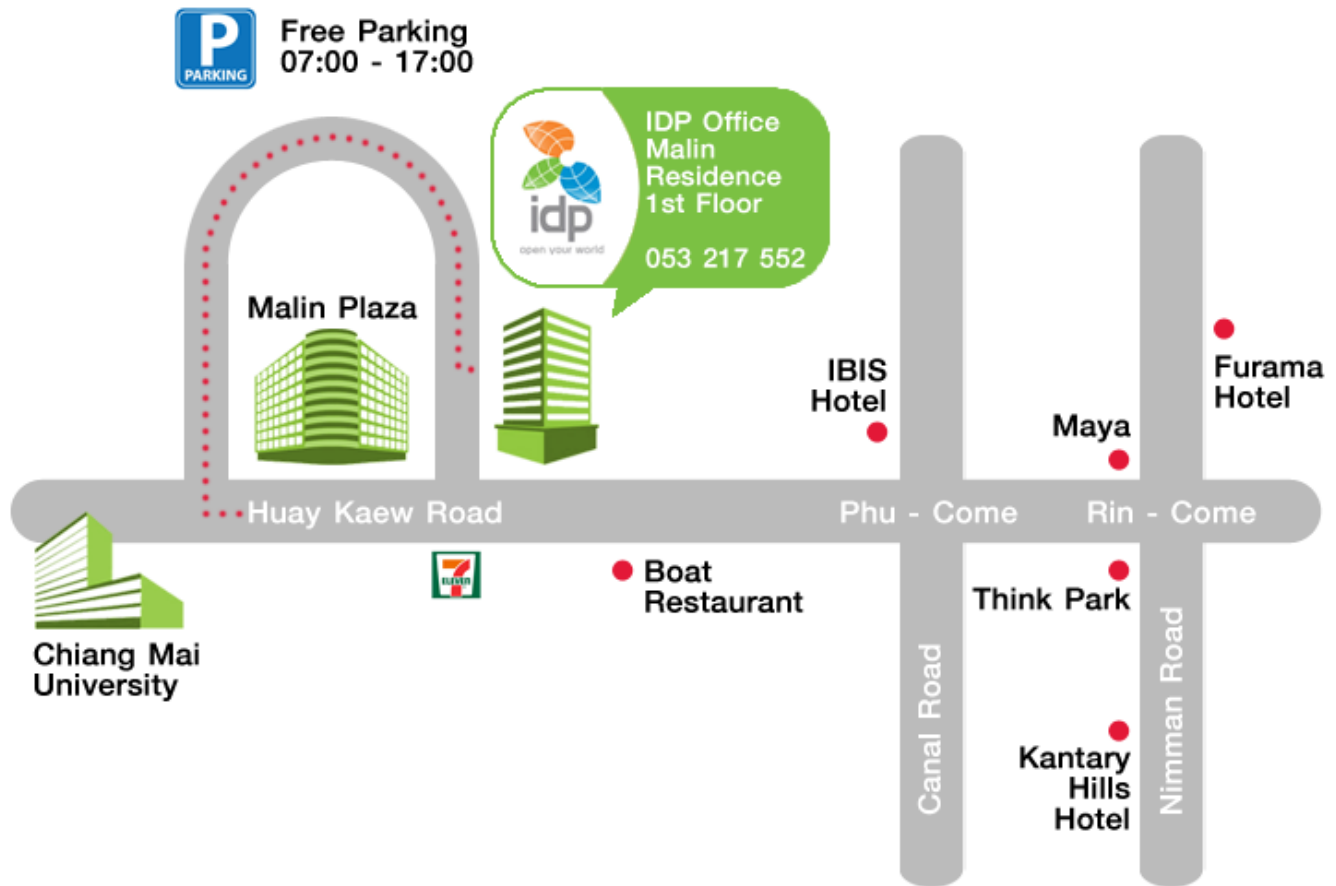 P
PARKING
Free Parking
07:00 - 17:00
idp
open your world
IDP Office
Malin
Residence
1st Floor
053 217 552
Malin Plaza
IBIS
Hotel
Furama
Hotel
Maya
Huay Kaew Road
Phu - Come
Rin - Come
7
ELEVEN
Boat
Restaurant
Think Park
Chiang Mai
University
Canal Road
Nimman Road
Kantary
Hills
Hotel